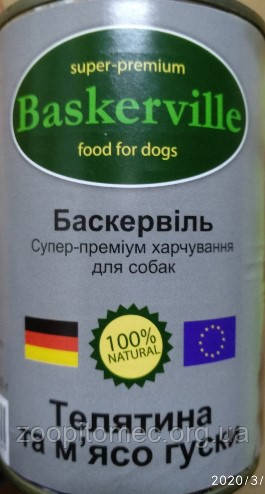 super-premium
Baskerville
food for dogs
Баскервіль
Супер-преміум харчування
для собак
100%
NATURAL
Телятина
та м'ясо гуски
zoopitomec.org.ua
2020/3/